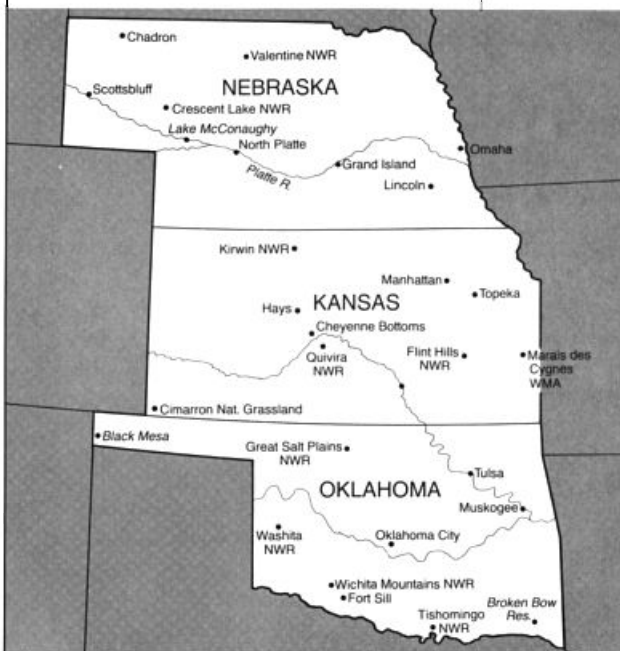 Chadron
Valentine NWR
NEBRASKA
Scottsbluff
Crescent Lake NWR
Lake McConaughy
North Platte
Omaha
Grand Island
Platte R.
Lincoln
Kirwin NWR
Manhattan
Topeka
Hays
KANSAS
Cheyenne Bottoms
Quivira
NWR
Flint Hills
NWR
Marais des
Cygnes
WMA
Cimarron Nat. Grassland
Black Mesa
Great Salt Plains
NWR
Tulsa
OKLAHOMA
Muskogee
Washita
NWR
Oklahoma City
Wichita Mountains NWR
Fort Sill
Broken Bow
Res.
Tishomingo
NWR